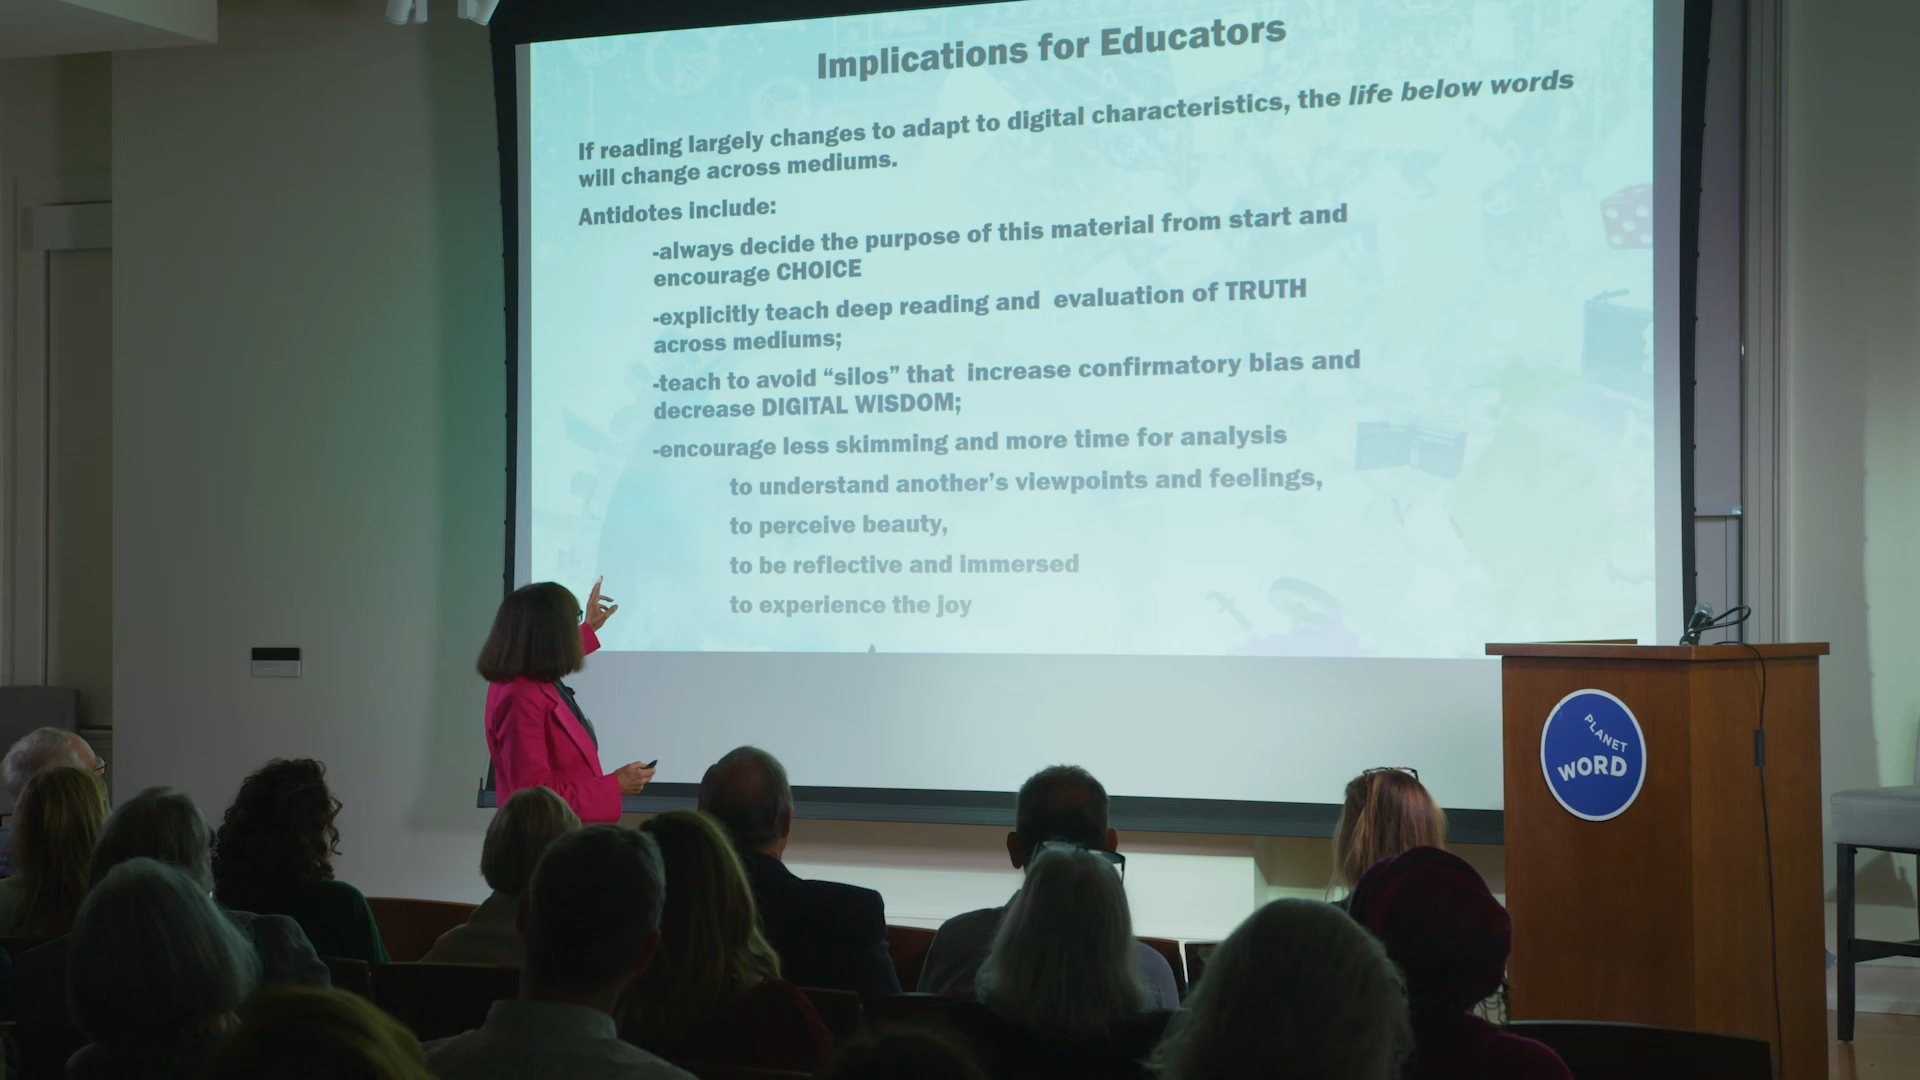 Implications for Educators
If reading largely changes to adapt to digital characteristics, the life below words
will change across mediums.
Antidotes include:
-always decide the purpose of this material from start and
encourage CHOICE
-explicitly teach deep reading and evaluation of TRUTH
across mediums;
-teach to avoid “silos” that increase confirmatory bias and
decrease DIGITAL WISDOM;
-encourage less skimming and more time for analysis
to understand another’s viewpoints and feelings,
to perceive beauty,
to be reflective and immersed
to experience the joy
PLANET
WORD